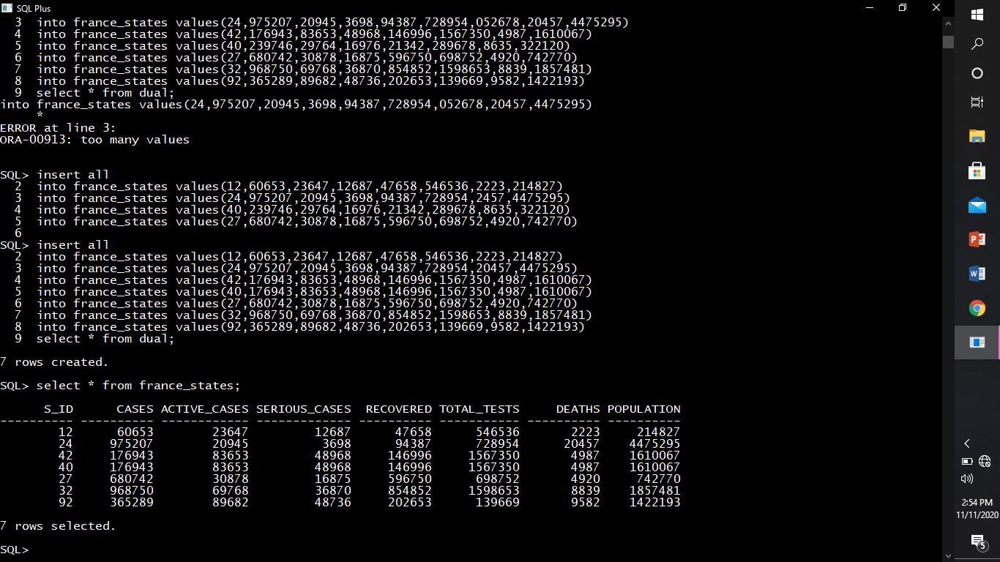 SQL Plus
  3  into france_states values(24,975207,20945,3698,94387,728954,052678,20457,4475295)
  4  into france_states values(42,176943,83653,48968,146996,1567350,4987,1610067)
  5  into france_states values(40,239746,29764,16976,21342,289678,8635,322120)
  6  into france_states values(27,680742,30878,16875,596750,698752,4920,742770)
  7  into france_states values(32,968750,69768,36870,854852,1598653,8839,1857481)
  8  into france_states values(92,365289,89682,48736,202653,139669,9582,1422193)
  9  select * from dual;
into france_states values(24,975207,20945,3698,94387,728954,052678,20457,4475295)
     *
ERROR at line 3:
ORA-00913: too many values
SQL> insert all
  2  into france_states values(12,60653,23647,12687,47658,546536,2223,214827)
  3  into france_states values(24,975207,20945,3698,94387,728954,2457,4475295)
  4  into france_states values(40,239746,29764,16976,21342,289678,8635,322120)
  5  into france_states values(27,680742,30878,16875,596750,698752,4920,742770)
  6
SQL> insert all
  2  into france_states values(12,60653,23647,12687,47658,546536,2223,214827)
  3  into france_states values(24,975207,20945,3698,94387,728954,20457,4475295)
  4  into france_states values(42,176943,83653,48968,146996,1567350,4987,1610067)
  5  into france_states values(40,176943,83653,48968,146996,1567350,4987,1610067)
  6  into france_states values(27,680742,30878,16875,596750,698752,4920,742770)
  7  into france_states values(32,968750,69768,36870,854852,1598653,8839,1857481)
  8  into france_states values(92,365289,89682,48736,202653,139669,9582,1422193)
  9  select * from dual;
7 rows created.
SQL> select * from france_states;
      S_ID      CASES ACTIVE_CASES SERIOUS_CASES  RECOVERED TOTAL_TESTS     DEATHS POPULATION
---------- ---------- ------------ ------------- ---------- ----------- ---------- ----------
        12      60653        23647         12687      47658      546536       2223     214827
        24     975207        20945          3698      94387      728954      20457    4475295
        42     176943        83653         48968     146996     1567350       4987    1610067
        40     176943        83653         48968     146996     1567350       4987    1610067
        27     680742        30878         16875     596750      698752       4920     742770
        32     968750        69768         36870     854852     1598653       8839    1857481
        92     365289        89682         48736     202653      139669       9582    1422193
7 rows selected.
SQL>
2:54 PM
11/11/2020
5